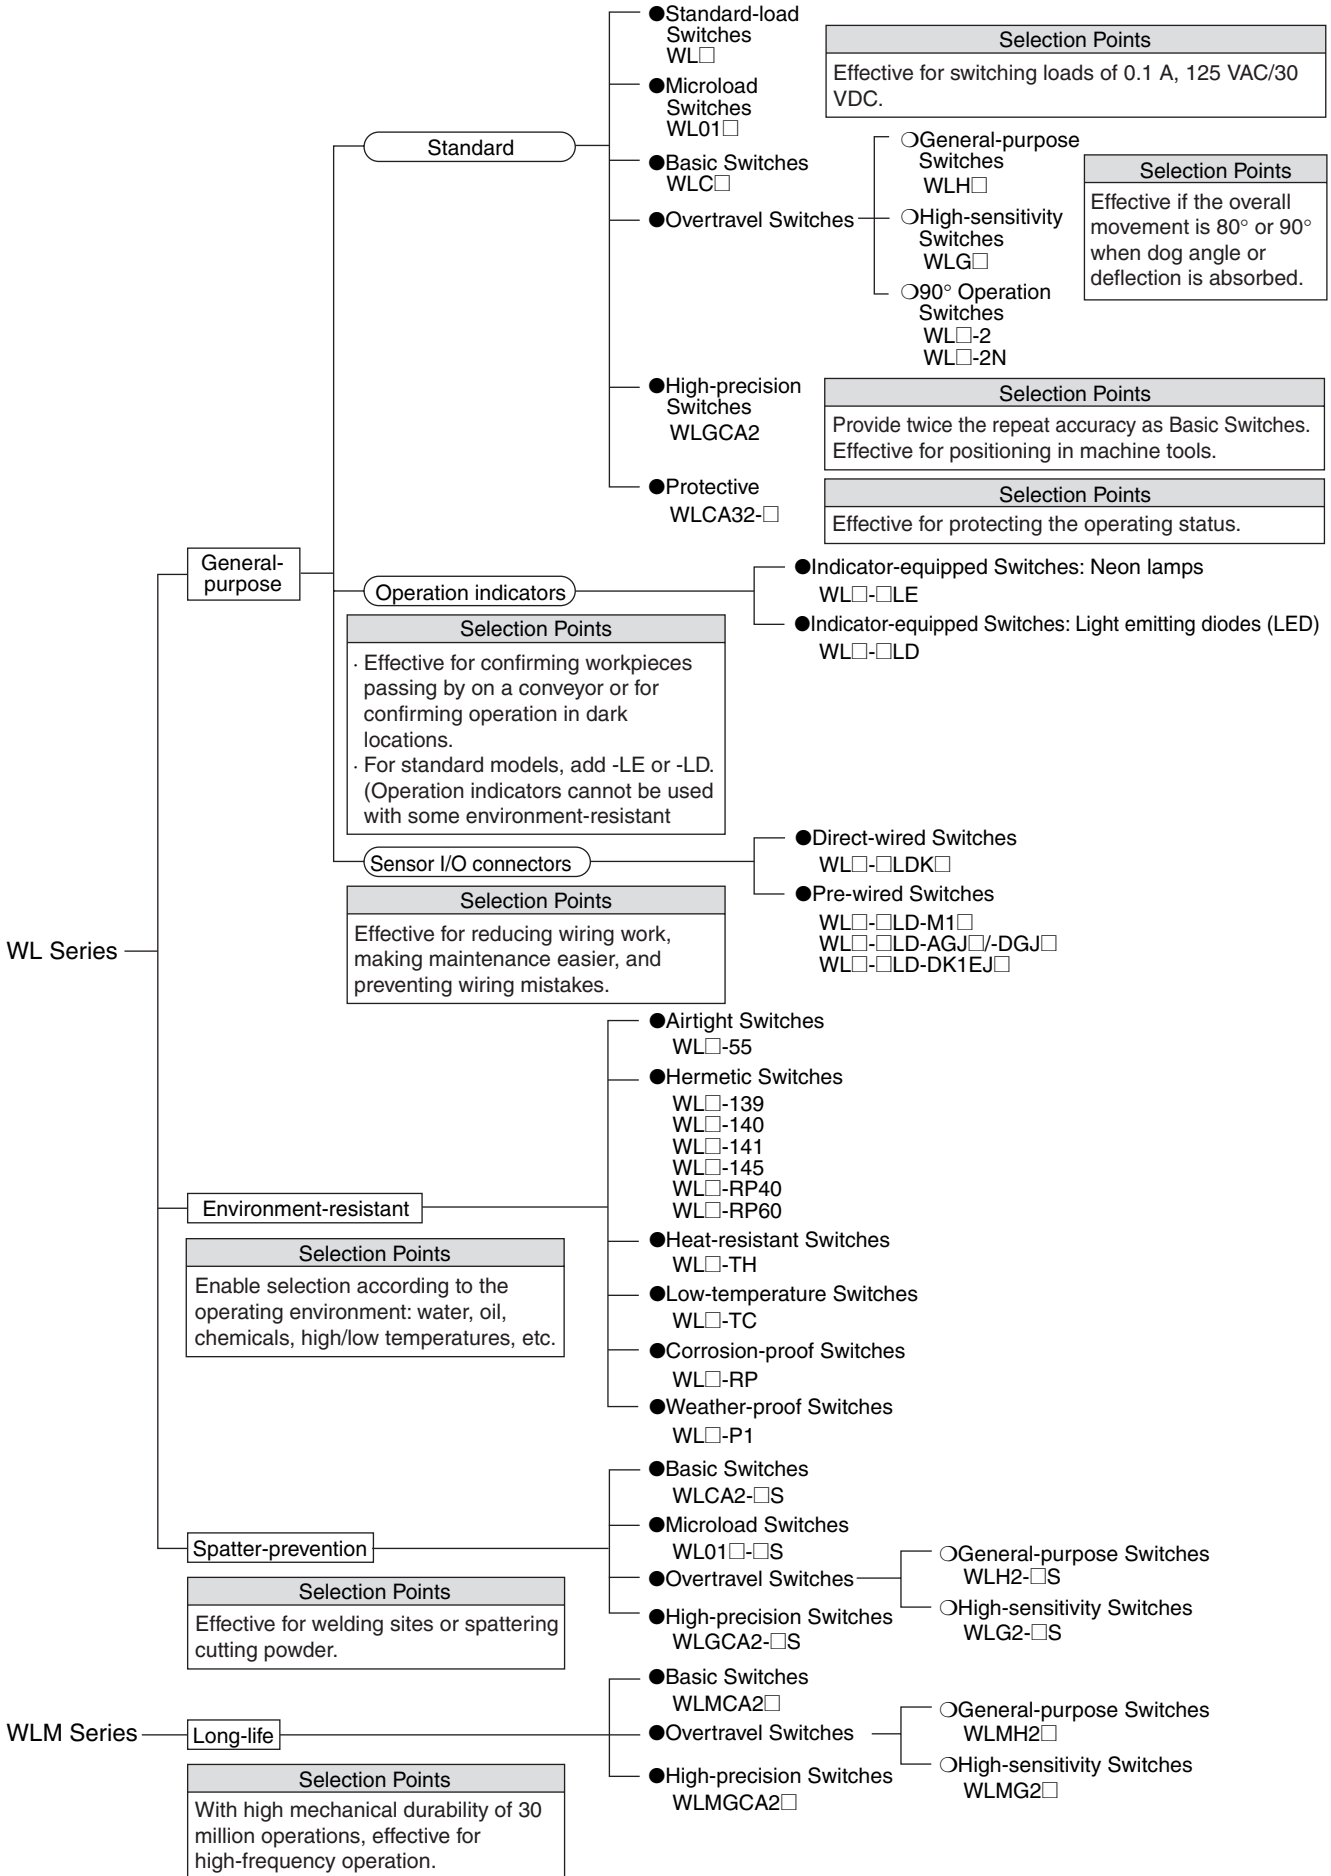 ●Standard-load
Switches
WL□
●Microload
Switches
WL01□
Selection Points
Effective for switching loads of 0.1 A, 125 VAC/30
VDC.
Standard
●Basic Switches
WLC□
●Overtravel Switches
❍General-purpose
Switches
WLH□
❍High-sensitivity
Switches
WLG□
❍90° Operation
Switches
WL□-2
WL□-2N
Selection Points
Effective if the overall
movement is 80° or 90°
when dog angle or
deflection is absorbed.
●High-precision
Switches
WLGCA2
Selection Points
Provide twice the repeat accuracy as Basic Switches.
Effective for positioning in machine tools.
●Protective
WLCA32-□
Selection Points
Effective for protecting the operating status.
General-
purpose
Operation indicators
●Indicator-equipped Switches: Neon lamps
WL□-□LE
●Indicator-equipped Switches: Light emitting diodes (LED)
WL□-□LD
Selection Points
· Effective for confirming workpieces
passing by on a conveyor or for
confirming operation in dark
locations.
· For standard models, add -LE or -LD.
(Operation indicators cannot be used
with some environment-resistant
Sensor I/O connectors
●Direct-wired Switches
WL□-□LDK□
●Pre-wired Switches
WL□-□LD-M1□
WL□-□LD-AGJ□/-DGJ□
WL□-□LD-DK1EJ□
Selection Points
Effective for reducing wiring work,
making maintenance easier, and
preventing wiring mistakes.
WL Series
●Airtight Switches
WL□-55
●Hermetic Switches
WL□-139
WL□-140
WL□-141
WL□-145
WL□-RP40
WL□-RP60
Environment-resistant
●Heat-resistant Switches
WL□-TH
●Low-temperature Switches
WL□-TC
●Corrosion-proof Switches
WL□-RP
●Weather-proof Switches
WL□-P1
Selection Points
Enable selection according to the
operating environment: water, oil,
chemicals, high/low temperatures, etc.
Spatter-prevention
●Basic Switches
WLCA2-□S
●Microload Switches
WL01□-□S
●Overtravel Switches
❍General-purpose Switches
WLH2-□S
❍High-sensitivity Switches
WLG2-□S
●High-precision Switches
WLGCA2-□S
Selection Points
Effective for welding sites or spattering
cutting powder.
WLM Series
Long-life
●Basic Switches
WLMCA2□
●Overtravel Switches
❍General-purpose Switches
WLMH2□
❍High-sensitivity Switches
WLMG2□
●High-precision Switches
WLMGCA2□
Selection Points
With high mechanical durability of 30
million operations, effective for
high-frequency operation.